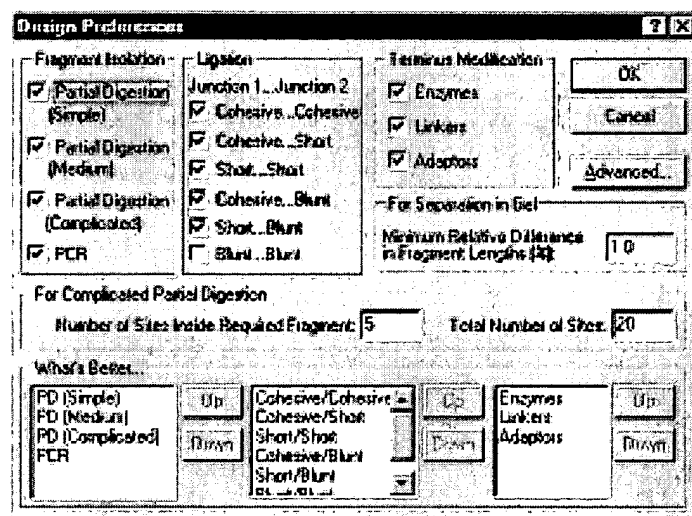 Design Preferences
Fragment Isolation
Partial Digestion
(Simple)
Partial Digestion
(Medium)
Partial Digestion
(Complicated)
PCR
Ligation
Junction 1...Junction 2
Cohesive...Cohesive
Cohesive...Short
Short...Short
Cohesive...Blunt
Short...Blunt
Blunt...Blunt
Terminus Modification
Enzymes
Linkers
Adaptors
OK
Cancel
Advanced...
For Separation in Gel
Minimum Relative Difference
in Fragment Lengths (%):
10
For Complicated Partial Digestion
Number of Sites Inside Required Fragment: 5
Total Number of Sites: 20
What's Better...
PD (Simple)
PD (Medium)
PD (Complicated)
PCR
Up
Down
Cohesive/Cohesive
Cohesive/Short
Short/Short
Cohesive/Blunt
Short/Blunt
Blunt/Blunt
Up
Down
Enzymes
Linkers
Adaptors
Up
Down